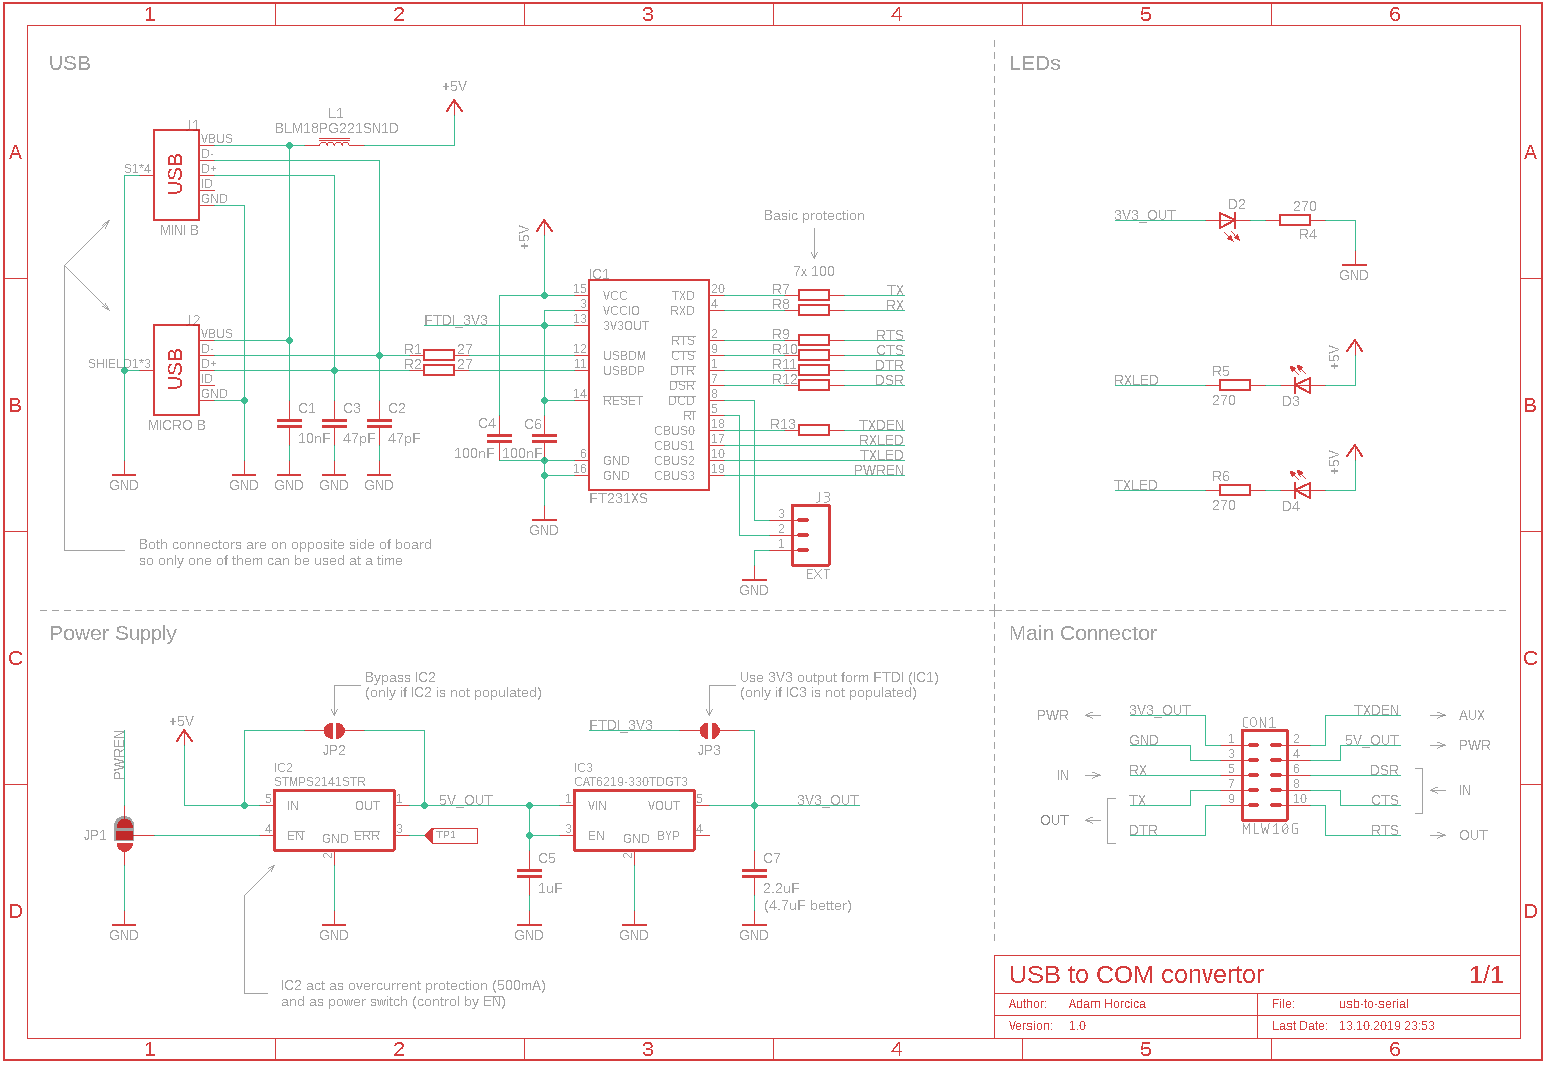 1 2 3 4 5 6
A
B
C
D
A
B
C
D
1 2 3 4 5 6
USB
+5V
L1
BLM18PG221SN1D
J1
VBUS
D-
D+
ID
GND
S1*4
USB
MINI B
J2
VBUS
D-
D+
ID
GND
SHIELD1*3
USB
MICRO B
C1
10nF
C3
47pF
C2
47pF
GND
GND
GND
GND
GND
R1 27
R2 27
FTDI_3V3
+5V
C4
100nF
C6
100nF
GND
IC1
15 VCC
3 VCCIO
13 3V3OUT
12 USBDM
11 USBDP
14 RESET
6 GND
16 GND
TXD 20
RXD 4
RTS 2
CTS 9
DTR 1
DSR 7
DCD 8
RI 5
CBUS0 18
CBUS1 17
CBUS2 10
CBUS3 19
FT231XS
Basic protection
7x 100
R7 TX
R8 RX
R9 RTS
R10 CTS
R11 DTR
R12 DSR
R13 TXDEN
RXLED
TXLED
PWREN
J3
3
2
1
EXT
GND
Both connectors are on opposite side of board
so only one of them can be used at a time
LEDs
3V3_OUT
D2
270
R4
GND
RXLED
R5
270
D3
+5V
TXLED
R6
270
D4
+5V
Power Supply
Bypass IC2
(only if IC2 is not populated)
PWREN
+5V
JP2
JP1
IC2
STMPS2141STR
5 IN
4 EN
OUT 1
ERR 3
GND
2
TP1
5V_OUT
GND
GND
IC2 act as overcurrent protection (500mA)
and as power switch (control by EN)
Use 3V3 output form FTDI (IC1)
(only if IC3 is not populated)
FTDI_3V3
JP3
IC3
CAT6219-330TDGT3
1 VIN
3 EN
VOUT 5
BYP 4
GND
2
3V3_OUT
C5
1uF
C7
2.2uF
(4.7uF better)
GND
GND
GND
Main Connector
CON1
PWR 3V3_OUT 1
GND 3
IN RX 5
TX 7
OUT
DTR 9
2 TXDEN AUX
4 5V_OUT PWR
6 DSR
IN
8 CTS
10 RTS OUT
MLW10G
USB to COM convertor 1/1
Author: Adam Horcica File: usb-to-serial
Version: 1.0 Last Date: 13.10.2019 23:53